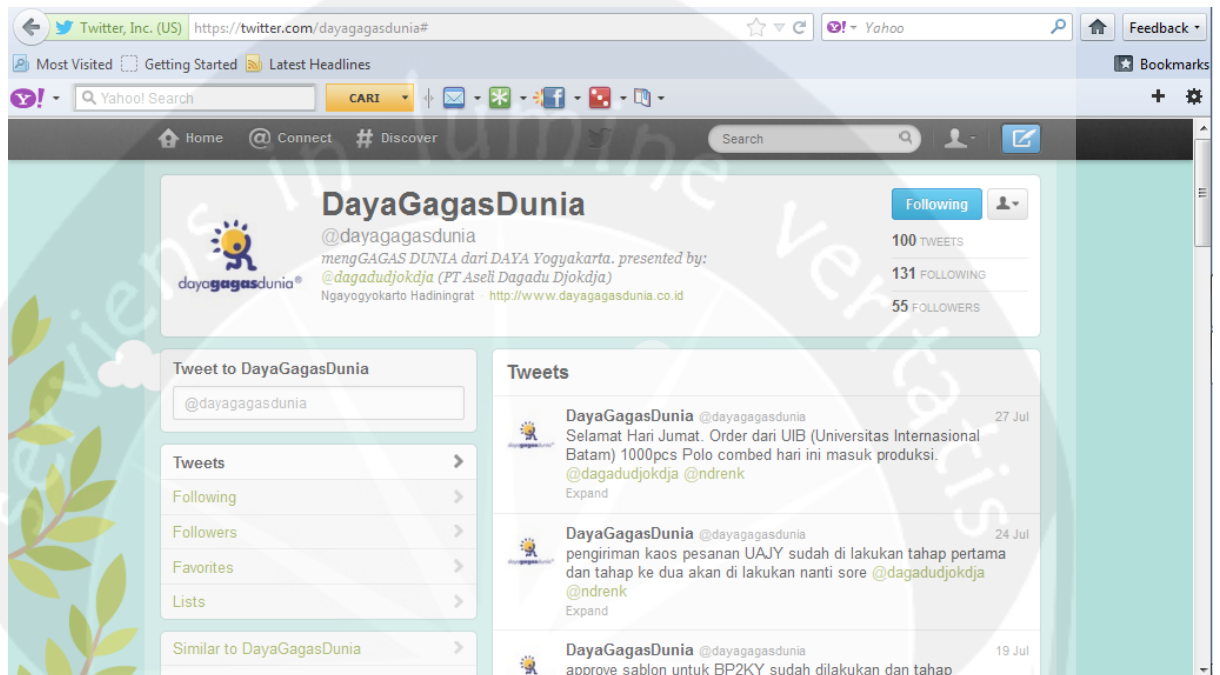 Twitter, Inc. (US) https://twitter.com/dayagagasdunia# Yahoo Feedback
Most Visited Getting Started Latest Headlines Bookmarks
Y! Yahoo! Search CARI
Home @ Connect # Discover Search
DayaGagasDunia
@dayagagasdunia
mengGAGAS DUNIA dari DAYA Yogyakarta. presented by:
@dagadudjokdja (PT Aseli Dagadu Djokdja)
Ngayogyokarto Hadiningrat · http://www.dayagagasdunia.co.id
dayagagasdunia®
Following
100 TWEETS
131 FOLLOWING
55 FOLLOWERS
Tweet to DayaGagasDunia
@dayagagasdunia
Tweets
Following
Followers
Favorites
Lists
Similar to DayaGagasDunia
Tweets
DayaGagasDunia @dayagagasdunia 27 Jul
Selamat Hari Jumat. Order dari UIB (Universitas Internasional
Batam) 1000pcs Polo combed hari ini masuk produksi.
@dagadudjokdja @ndrenk
Expand
DayaGagasDunia @dayagagasdunia 24 Jul
pengiriman kaos pesanan UAJY sudah di lakukan tahap pertama
dan tahap ke dua akan di lakukan nanti sore @dagadudjokdja
@ndrenk
Expand
DayaGagasDunia @dayagagasdunia 19 Jul
approve sablon untuk BP2KY sudah dilakukan dan tahap
serviens in lumine veritatis